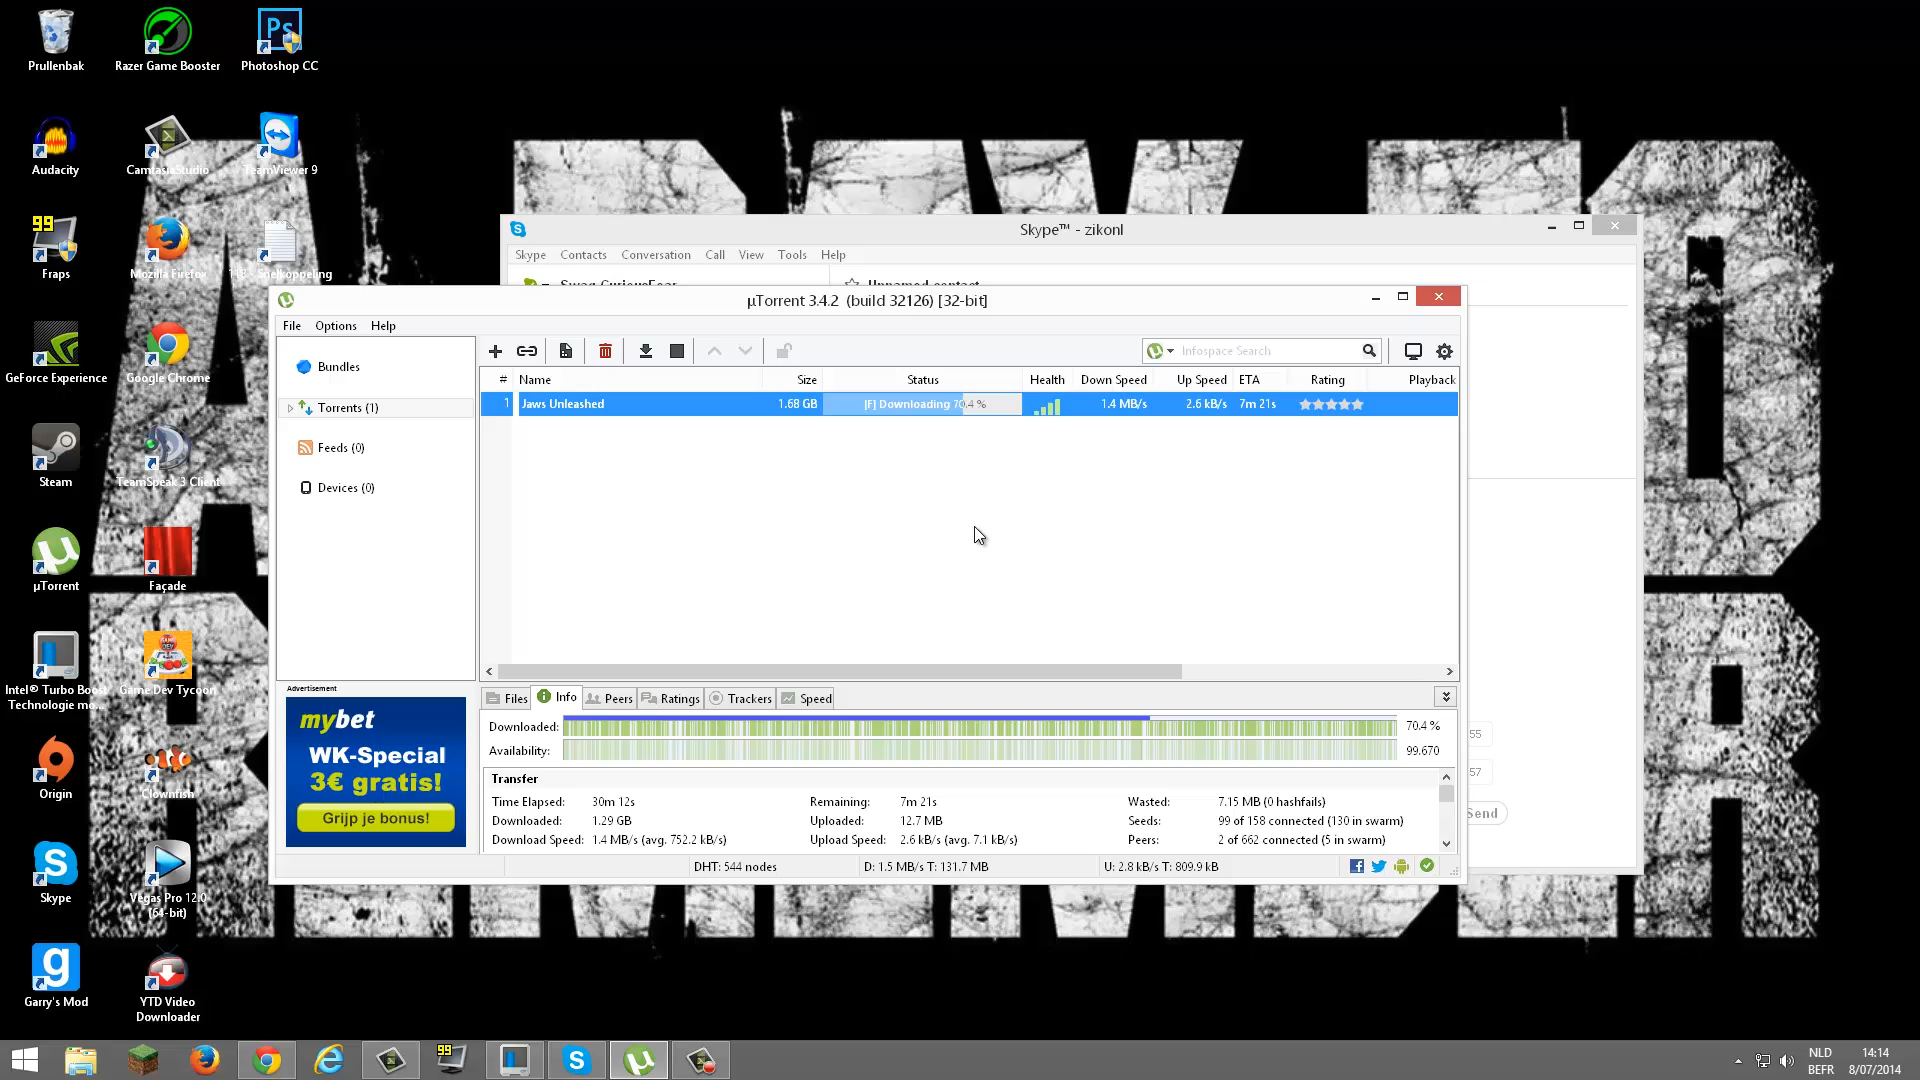 Prullenbak
Razer Game Booster
Ps
Photoshop CC
Audacity
CamtasiaStudio
TeamViewer 9
99
Fraps
Mozilla Firefox
Snelkoppeling
GeForce Experience
Google Chrome
Steam
TeamSpeak 3 Client
µTorrent
Façade
Intel® Turbo Boost
Technologie mo...
Game Dev Tycoon
Origin
Clownfish
Skype
Vegas Pro 12.0
(64-bit)
Garry's Mod
YTD Video
Downloader
Skype™ - zikonl
Skype Contacts Conversation Call View Tools Help
55
57
Send
µTorrent 3.4.2 (build 32126) [32-bit]
File Options Help
Infospace Search
Bundles
Torrents (1)
Feeds (0)
Devices (0)
# Name Size Status Health Down Speed Up Speed ETA Rating Playback
1 Jaws Unleashed 1.68 GB [F] Downloading 70.4 % 1.4 MB/s 2.6 kB/s 7m 21s
Advertisement
mybet
WK-Special
3€ gratis!
Grijp je bonus!
Files Info Peers Ratings Trackers Speed
Downloaded: 70.4 %
Availability: 99.670
Transfer
Time Elapsed: 30m 12s Remaining: 7m 21s Wasted: 7.15 MB (0 hashfails)
Downloaded: 1.29 GB Uploaded: 12.7 MB Seeds: 99 of 158 connected (130 in swarm)
Download Speed: 1.4 MB/s (avg. 752.2 kB/s) Upload Speed: 2.6 kB/s (avg. 7.1 kB/s) Peers: 2 of 662 connected (5 in swarm)
DHT: 544 nodes D: 1.5 MB/s T: 131.7 MB U: 2.8 kB/s T: 809.9 kB
99
NLD 14:14
BEFR 8/07/2014